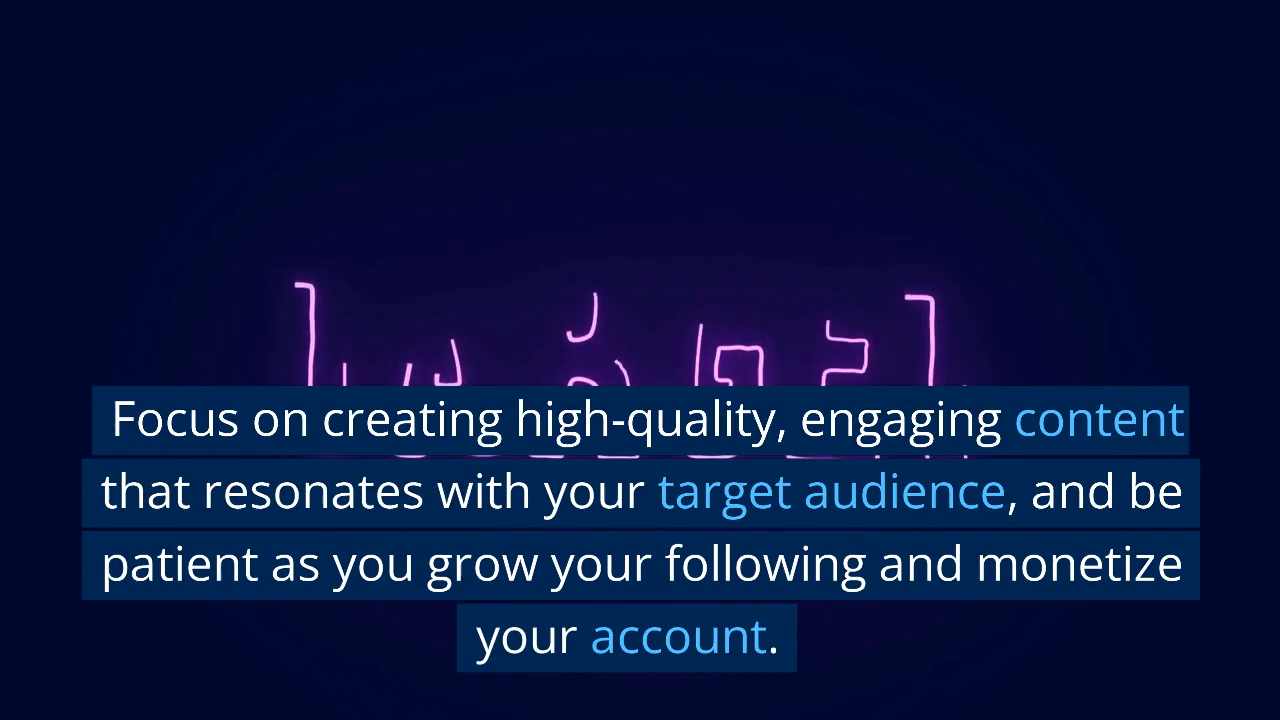 Focus on creating high-quality, engaging content
that resonates with your target audience, and be
patient as you grow your following and monetize
your account.